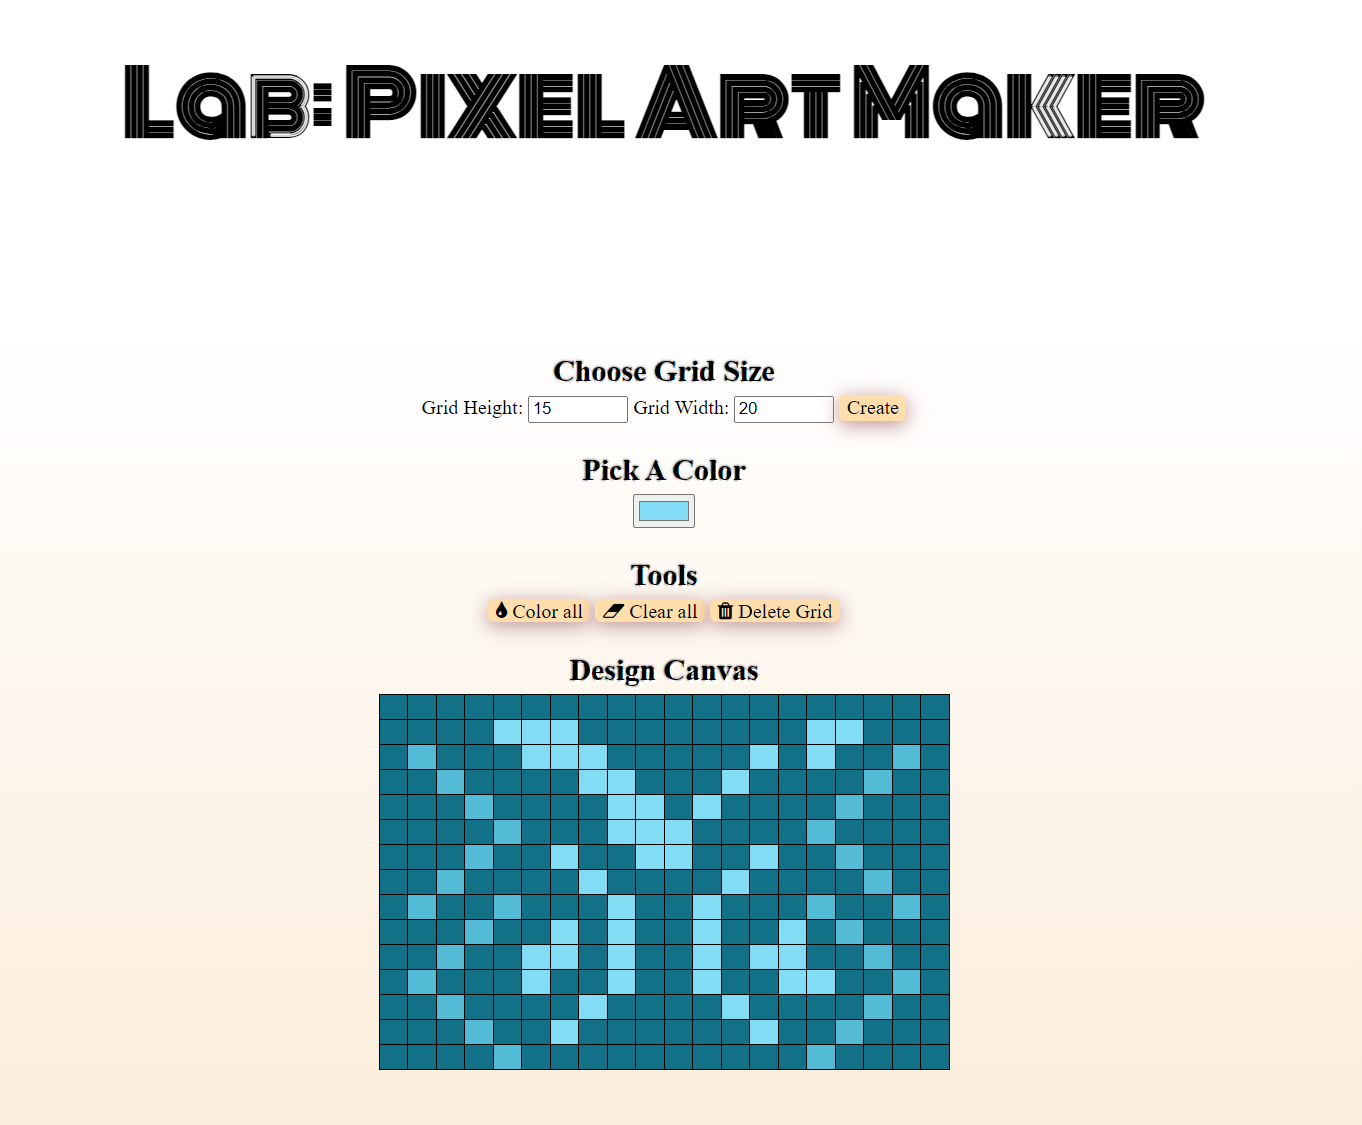 Lab: Pixel Art Maker
Choose Grid Size
Grid Height: 15 Grid Width: 20 Create
Pick A Color
Tools
Color all Clear all Delete Grid
Design Canvas